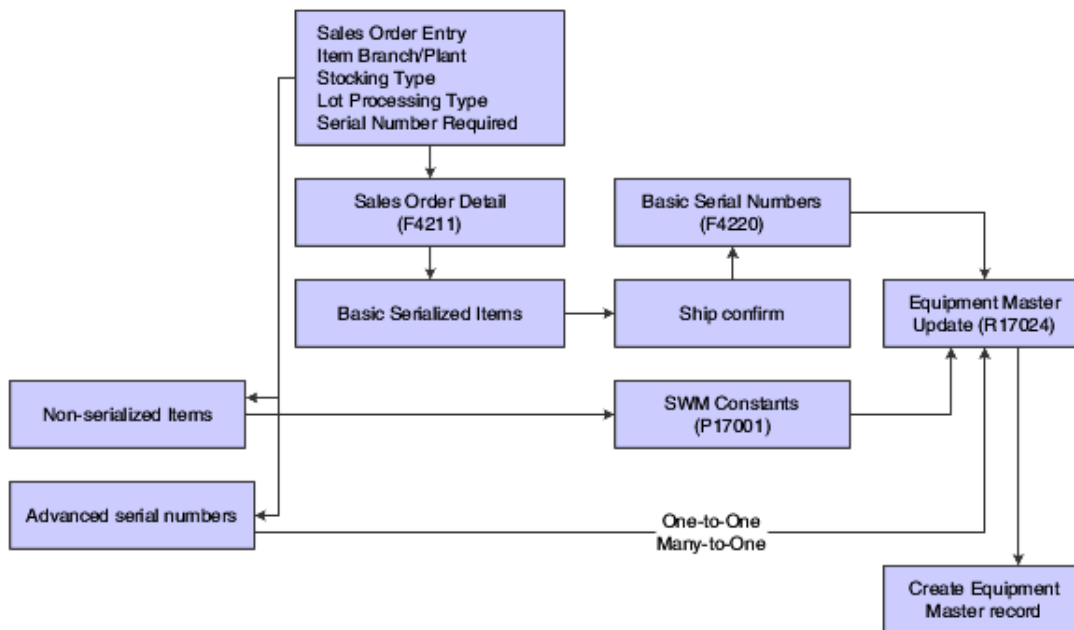 Sales Order Entry
Item Branch/Plant
Stocking Type
Lot Processing Type
Serial Number Required
Sales Order Detail
(F4211)
Basic Serial Numbers
(F4220)
Basic Serialized Items
Ship confirm
Equipment Master
Update (R17024)
Non-serialized Items
SWM Constants
(P17001)
Advanced serial numbers
One-to-One
Many-to-One
Create Equipment
Master record